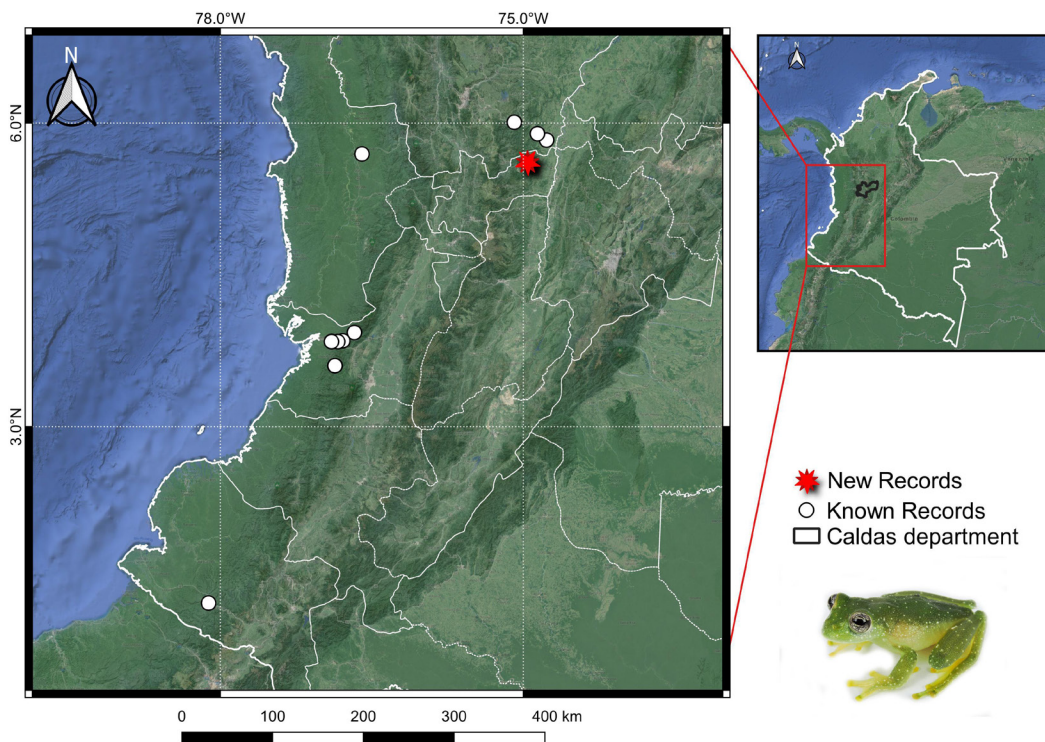 78.0°W
75.0°W
N
N
6.0°N
3.0°N
New Records
Known Records
Caldas department
0 100 200 300 400 km